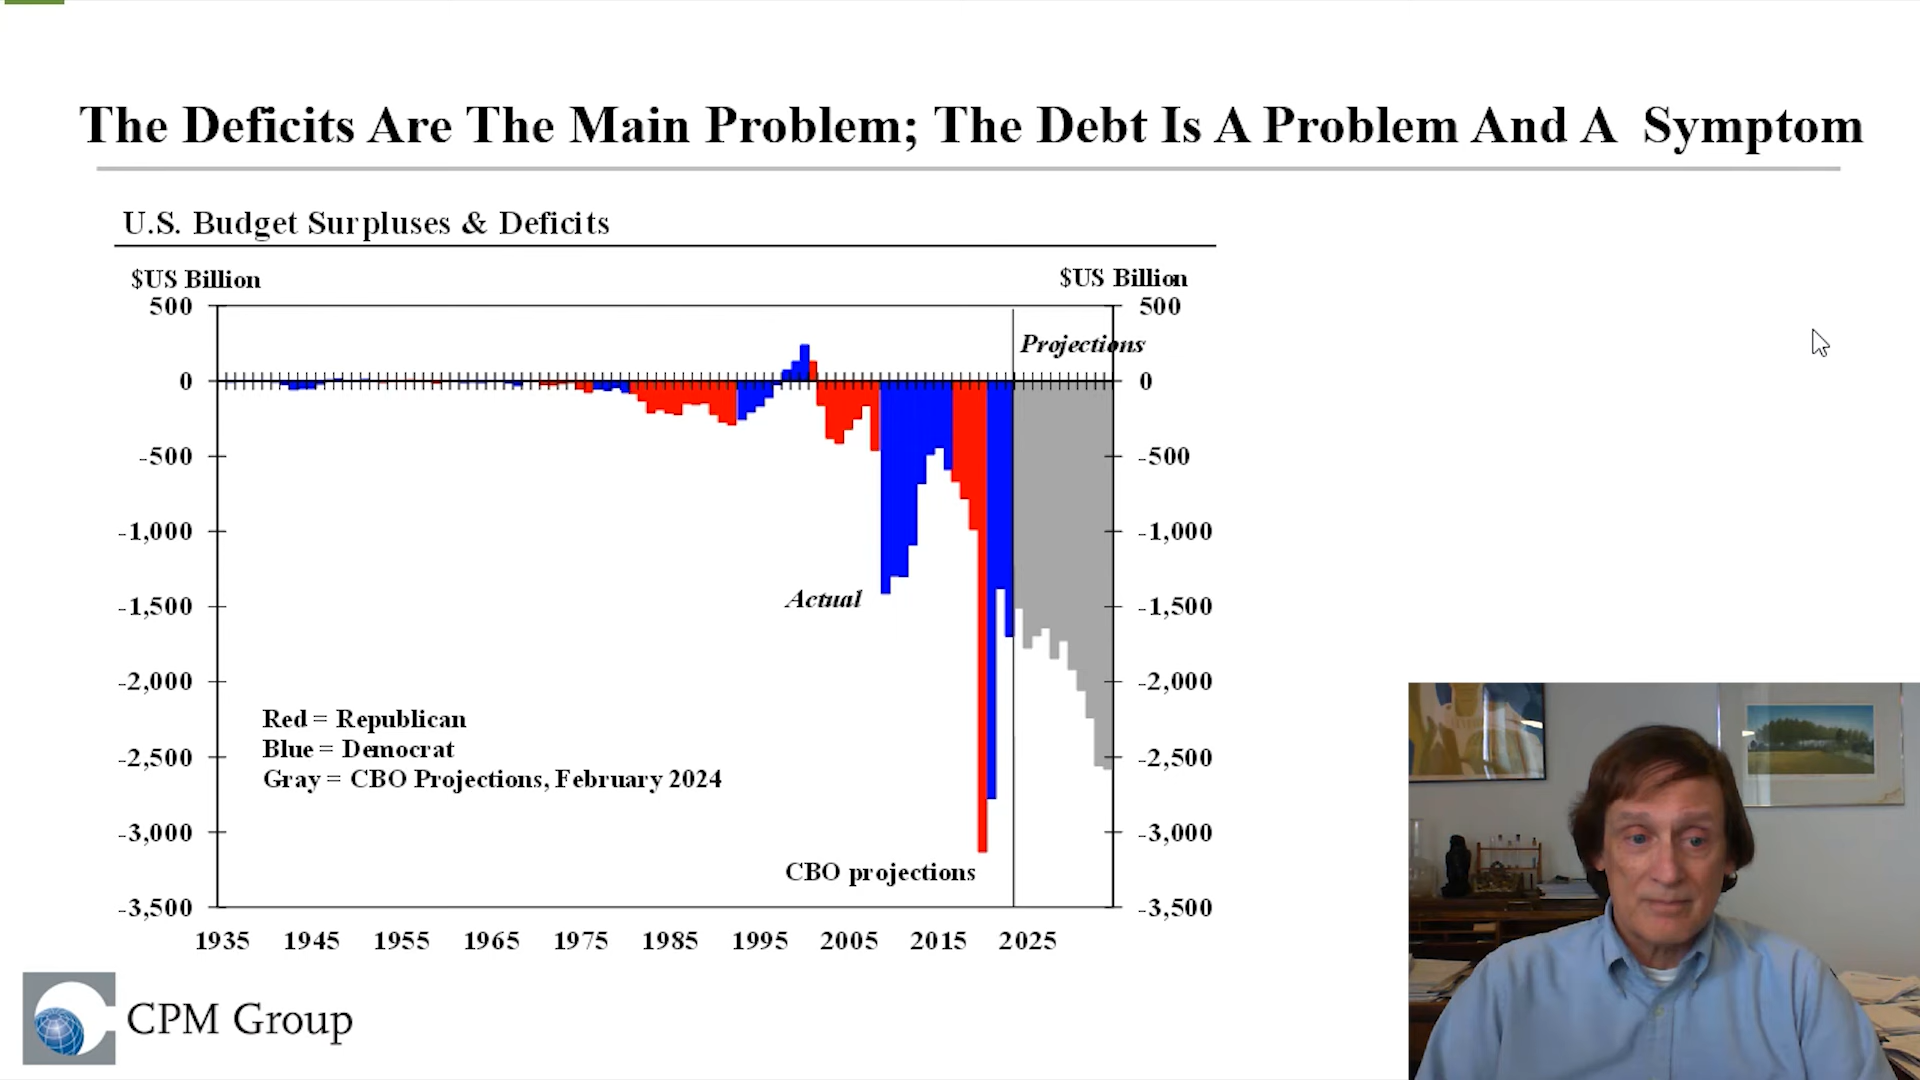 The Deficits Are The Main Problem; The Debt Is A Problem And A Symptom
U.S. Budget Surpluses & Deficits
$US Billion
$US Billion
500
500
Projections
0
0
-500
-500
-1,000
-1,000
Actual
-1,500
-1,500
-2,000
-2,000
Red = Republican
Blue = Democrat
-2,500
-2,500
Gray = CBO Projections, February 2024
-3,000
-3,000
CBO projections
-3,500
-3,500
1935 1945 1955 1965 1975 1985 1995 2005 2015 2025
CPM Group